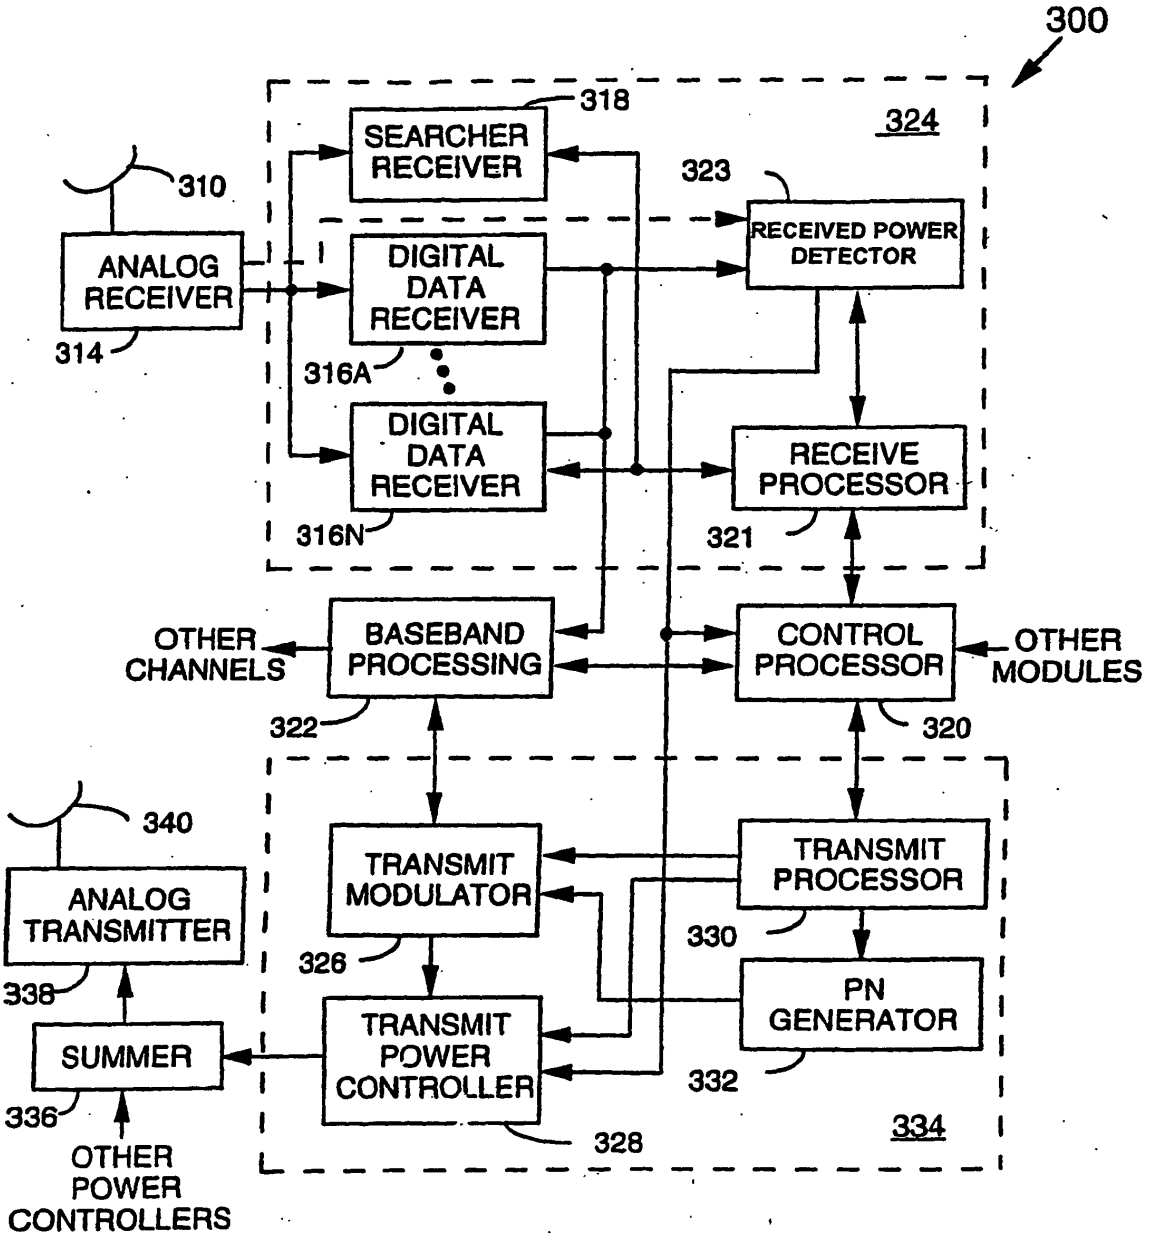 300
318
SEARCHER
RECEIVER
324
310
323
ANALOG
RECEIVER
314
RECEIVED POWER
DETECTOR
DIGITAL
DATA
RECEIVER
316A
DIGITAL
DATA
RECEIVER
316N
RECEIVE
PROCESSOR
321
OTHER
CHANNELS
BASEBAND
PROCESSING
322
CONTROL
PROCESSOR
320
OTHER
MODULES
340
ANALOG
TRANSMITTER
338
TRANSMIT
MODULATOR
326
TRANSMIT
PROCESSOR
330
PN
GENERATOR
332
SUMMER
336
TRANSMIT
POWER
CONTROLLER
328
334
OTHER
POWER
CONTROLLERS